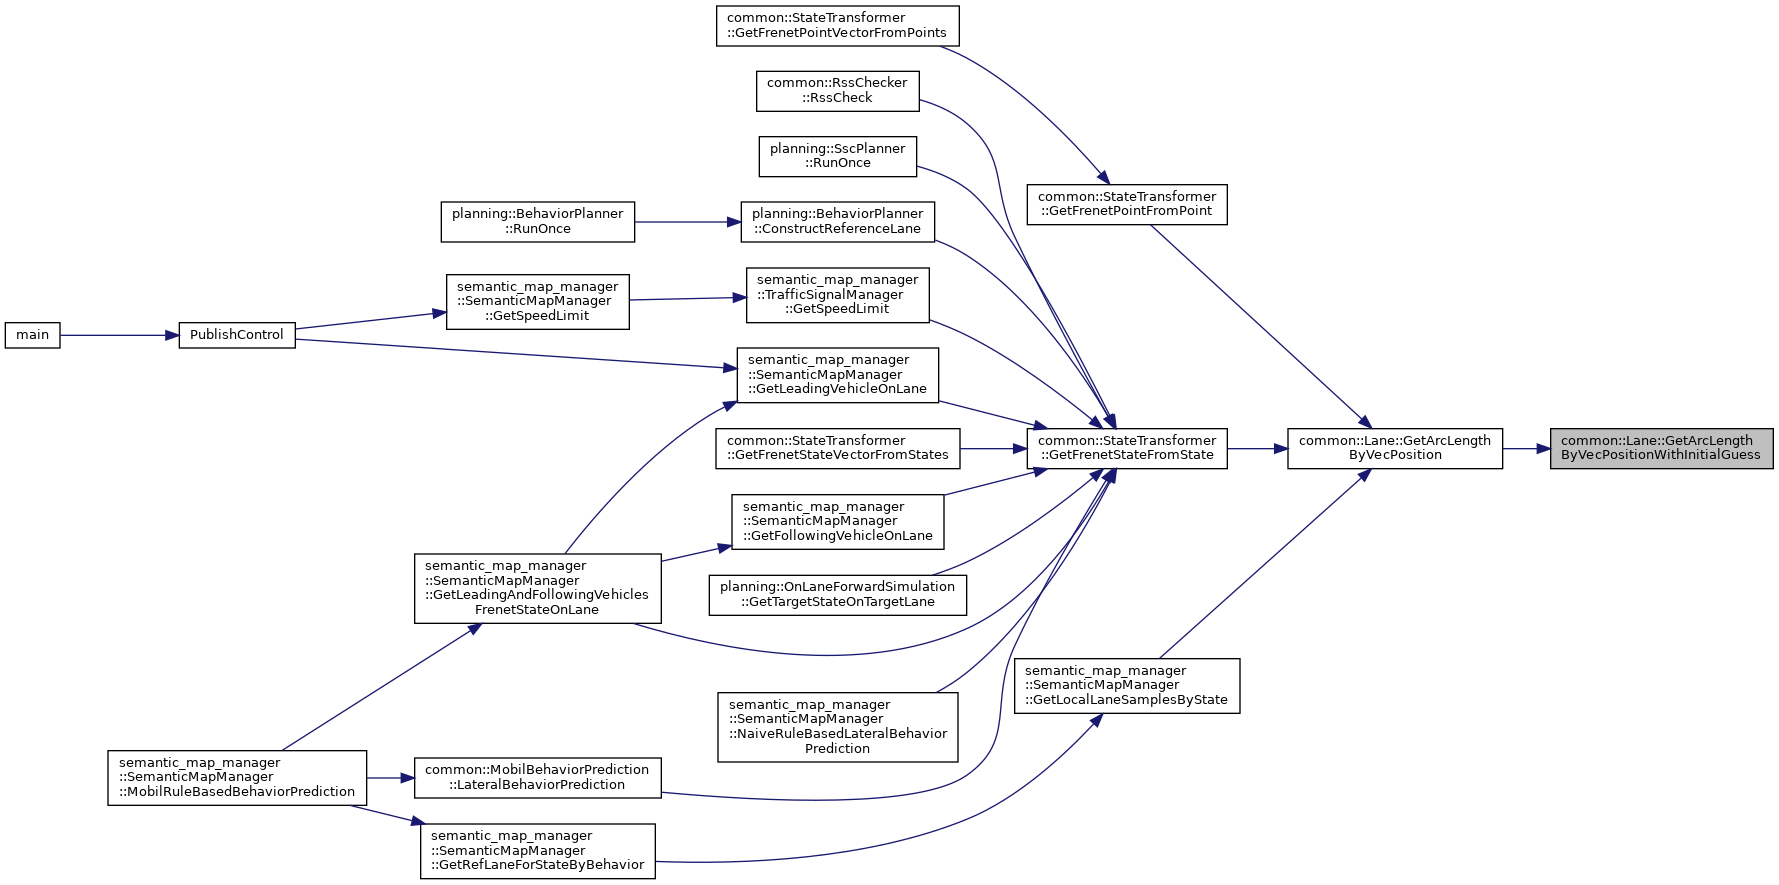 common::StateTransformer
::GetFrenetPointVectorFromPoints
common::RssChecker
::RssCheck
planning::SscPlanner
::RunOnce
common::StateTransformer
::GetFrenetPointFromPoint
planning::BehaviorPlanner
::RunOnce
planning::BehaviorPlanner
::ConstructReferenceLane
semantic_map_manager
::SemanticMapManager
::GetSpeedLimit
semantic_map_manager
::TrafficSignalManager
::GetSpeedLimit
main
PublishControl
semantic_map_manager
::SemanticMapManager
::GetLeadingVehicleOnLane
common::StateTransformer
::GetFrenetStateVectorFromStates
common::StateTransformer
::GetFrenetStateFromState
common::Lane::GetArcLength
ByVecPosition
common::Lane::GetArcLength
ByVecPositionWithInitialGuess
semantic_map_manager
::SemanticMapManager
::GetFollowingVehicleOnLane
semantic_map_manager
::SemanticMapManager
::GetLeadingAndFollowingVehicles
FrenetStateOnLane
planning::OnLaneForwardSimulation
::GetTargetStateOnTargetLane
semantic_map_manager
::SemanticMapManager
::GetLocalLaneSamplesByState
semantic_map_manager
::SemanticMapManager
::NaiveRuleBasedLateralBehavior
Prediction
semantic_map_manager
::SemanticMapManager
::MobilRuleBasedBehaviorPrediction
common::MobilBehaviorPrediction
::LateralBehaviorPrediction
semantic_map_manager
::SemanticMapManager
::GetRefLaneForStateByBehavior